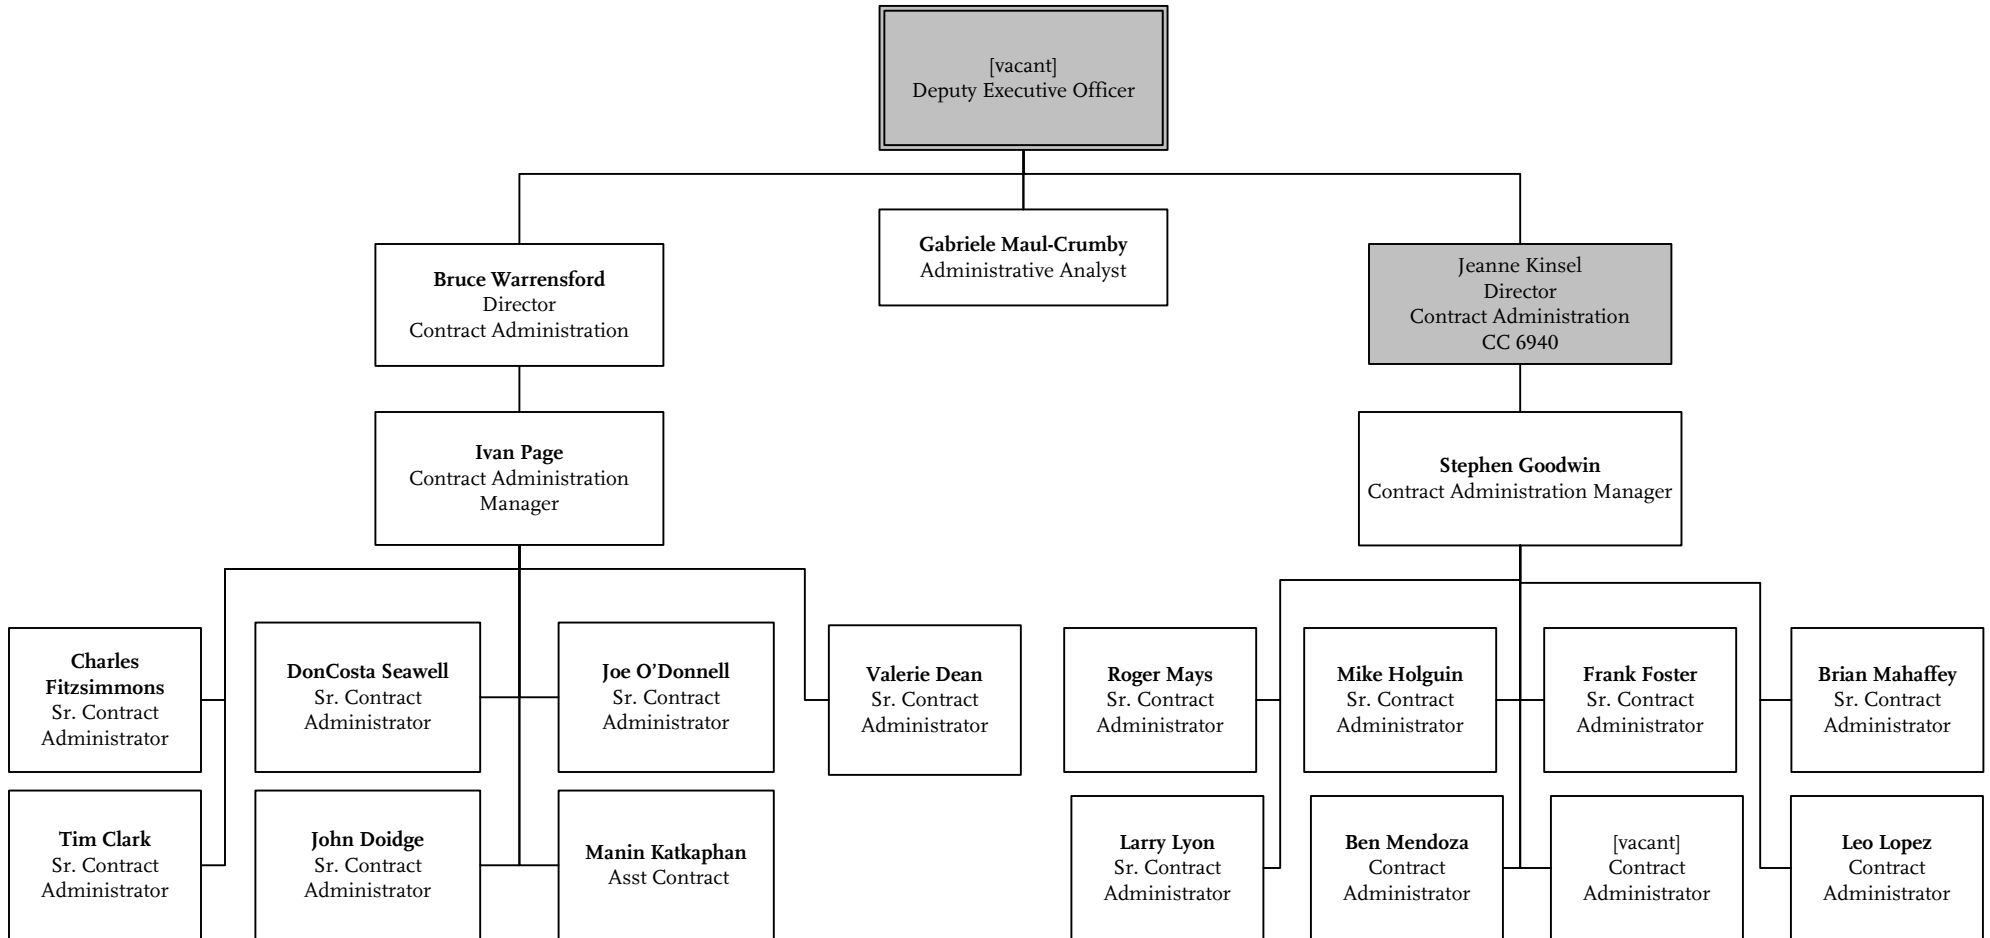 [vacant]
Deputy Executive Officer
Gabriele Maul-Crumby
Administrative Analyst
Bruce Warrensford
Director
Contract Administration
Jeanne Kinsel
Director
Contract Administration
CC 6940
Ivan Page
Contract Administration
Manager
Stephen Goodwin
Contract Administration Manager
Charles
Fitzsimmons
Sr. Contract
Administrator
DonCosta Seawell
Sr. Contract
Administrator
Joe O’Donnell
Sr. Contract
Administrator
Valerie Dean
Sr. Contract
Administrator
Roger Mays
Sr. Contract
Administrator
Mike Holguin
Sr. Contract
Administrator
Frank Foster
Sr. Contract
Administrator
Brian Mahaffey
Sr. Contract
Administrator
Tim Clark
Sr. Contract
Administrator
John Doidge
Sr. Contract
Administrator
Manin Katkaphan
Asst Contract
Larry Lyon
Sr. Contract
Administrator
Ben Mendoza
Contract
Administrator
[vacant]
Contract
Administrator
Leo Lopez
Contract
Administrator